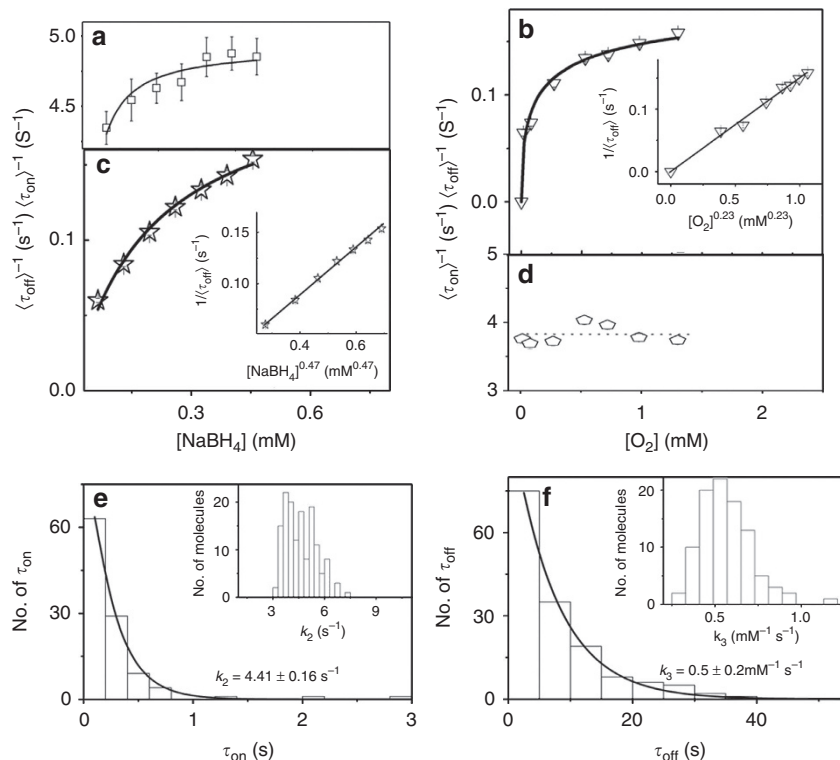 a
4.5
⟨τoff⟩⁻¹ (s⁻¹) ⟨τon⟩⁻¹ (S⁻¹)
c
0.1
0.0
0.3
0.6
[NaBH₄] (mM)
1/⟨τoff⟩ (s⁻¹)
0.15
0.10
0.4
0.6
[NaBH₄]⁰·⁴⁷ (mM⁰·⁴⁷)
b
0.1
0.0
⟨τon⟩⁻¹ (s⁻¹) ⟨τoff⟩⁻¹ (S⁻¹)
1/⟨τoff⟩ (s⁻¹)
0.1
0.0
0.0
0.5
1.0
[O₂]⁰·²³ (mM⁰·²³)
d
5
4
3
0
1
2
[O₂] (mM)
e
60
30
0
No. of τon
0
1
2
3
τon (s)
No. of molecules
20
10
0
3
6
9
k₂ (s⁻¹)
k₂ = 4.41 ± 0.16 s⁻¹
f
60
30
0
No. of τoff
0
20
40
τoff (s)
No. of molecules
20
10
0
0.5
1.0
k₃ (mM⁻¹ s⁻¹)
k₃ = 0.5 ± 0.2mM⁻¹ s⁻¹